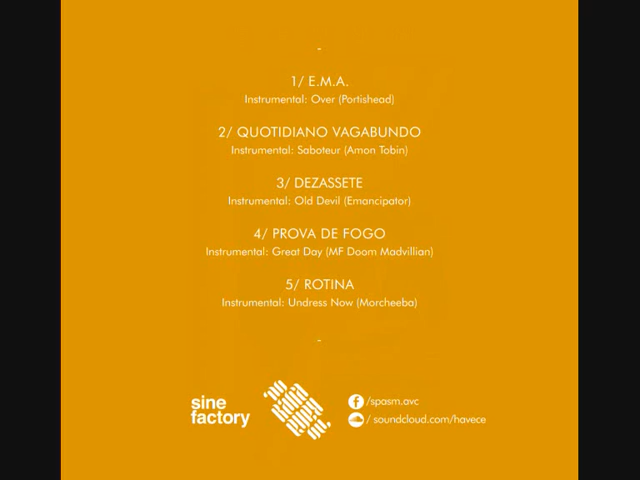 -
1/ E.M.A.
Instrumental: Over (Portishead)
2/ QUOTIDIANO VAGABUNDO
Instrumental: Saboteur (Amon Tobin)
3/ DEZASSETE
Instrumental: Old Devil (Emancipator)
4/ PROVA DE FOGO
Instrumental: Great Day (MF Doom Madvillian)
5/ ROTINA
Instrumental: Undress Now (Morcheeba)
-
sine
factory
/spasm.avc
/ soundcloud.com/havece